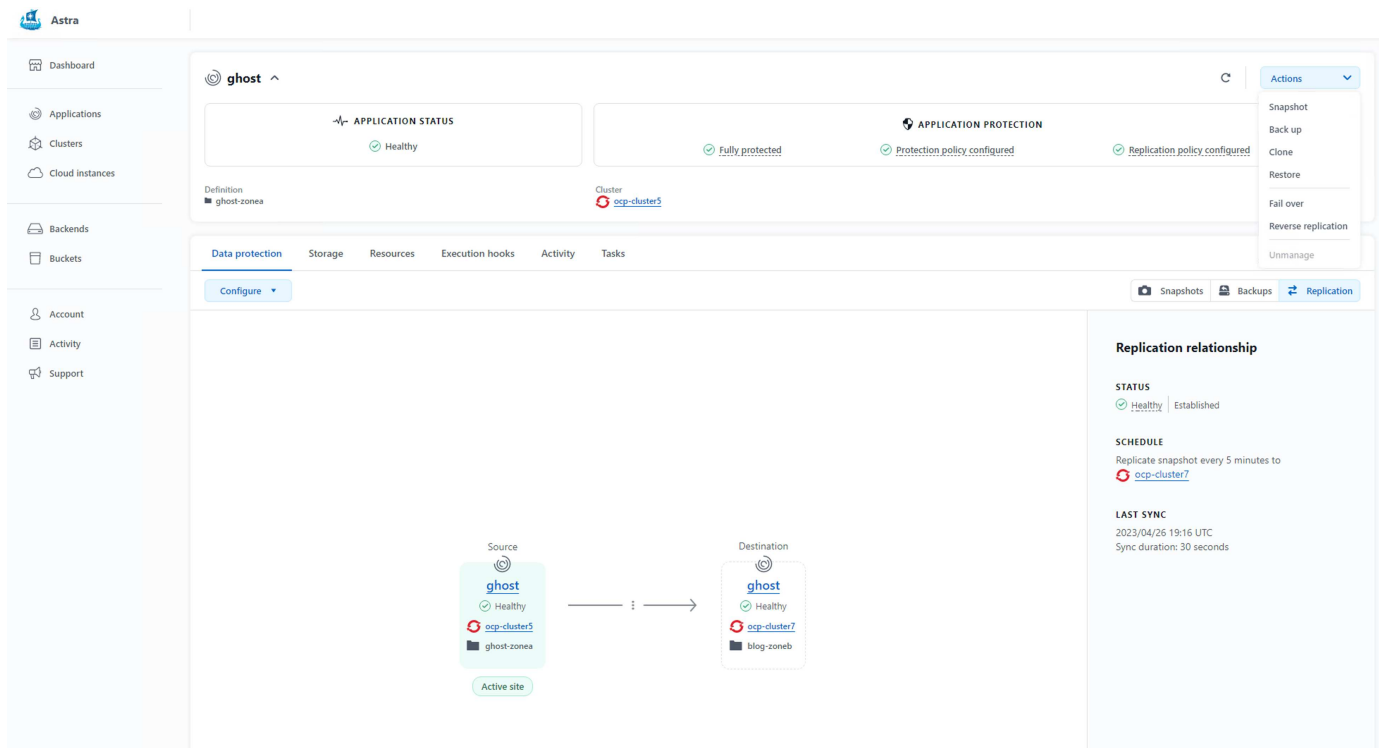 Astra
Dashboard
Applications
Clusters
Cloud instances
Backends
Buckets
Account
Activity
Support
ghost
Actions
Snapshot
Back up
Clone
Restore
Fail over
Reverse replication
Unmanage
APPLICATION STATUS
Healthy
APPLICATION PROTECTION
Fully protected
Protection policy configured
Replication policy configured
Definition
ghost-zonea
Cluster
ocp-cluster5
Data protection
Storage
Resources
Execution hooks
Activity
Tasks
Configure
Snapshots
Backups
Replication
Source
ghost
Healthy
ocp-cluster5
ghost-zonea
Active site
Destination
ghost
Healthy
ocp-cluster7
blog-zoneb
Replication relationship
STATUS
Healthy
Established
SCHEDULE
Replicate snapshot every 5 minutes to
ocp-cluster7
LAST SYNC
2023/04/26 19:16 UTC
Sync duration: 30 seconds